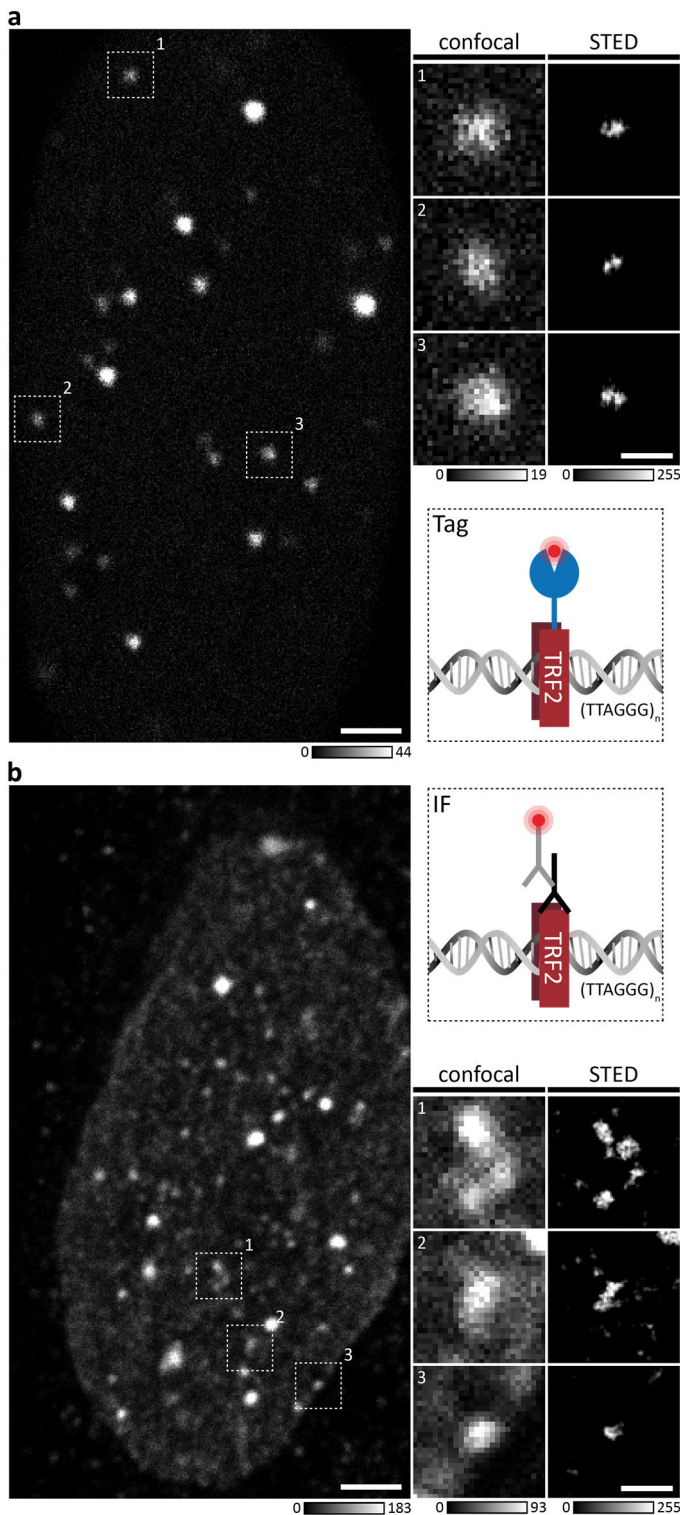 a
1
2
3
0 44
confocal STED
1
2
3
0 19 0 255
Tag
TRF2
(TTAGGG)n
b
1
2
3
0 183
IF
TRF2
(TTAGGG)n
confocal STED
1
2
3
0 93 0 255